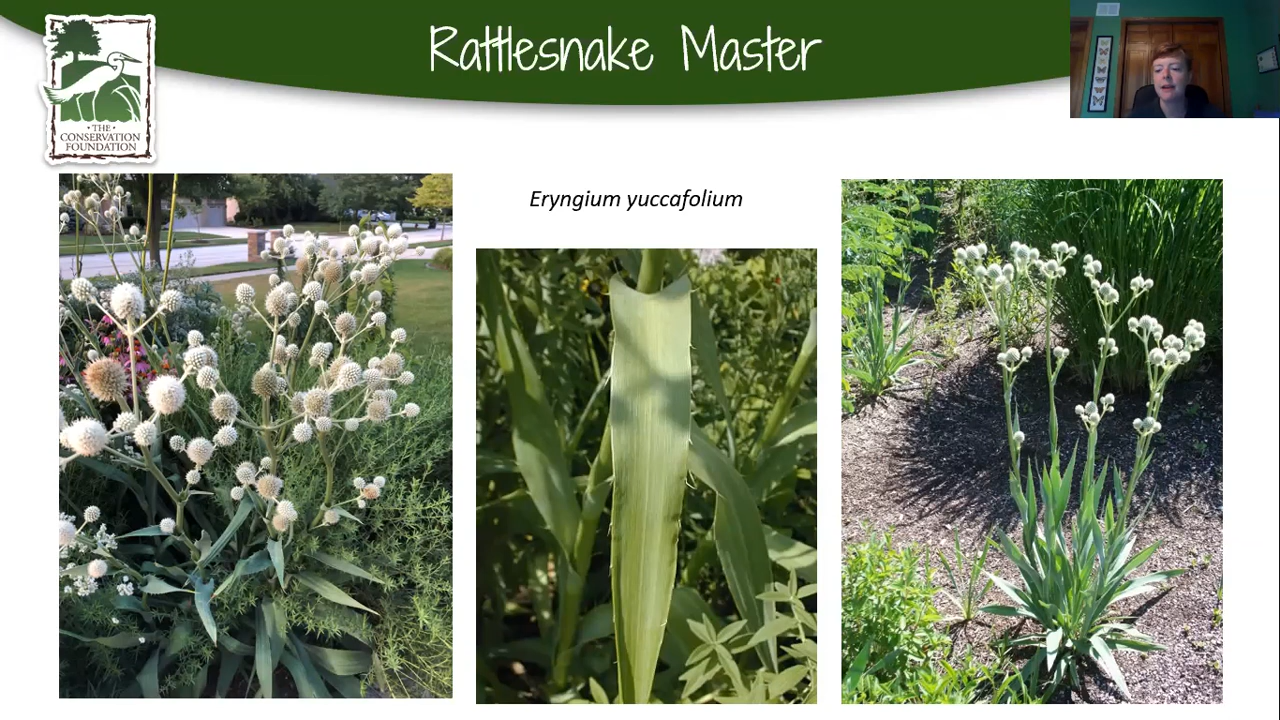 Rattlesnake Master
• THE •
CONSERVATION
FOUNDATION
Eryngium yuccafolium